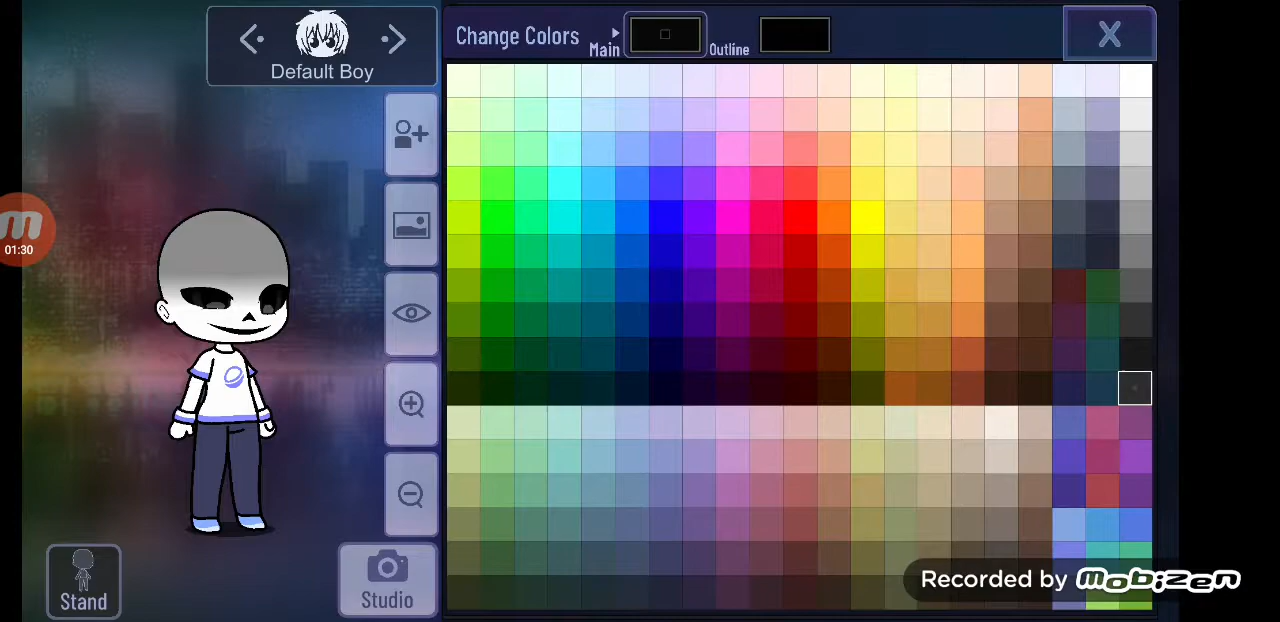 Default Boy
Change Colors
Main
Outline
X
01:30
Stand
Studio
Recorded by mobizen